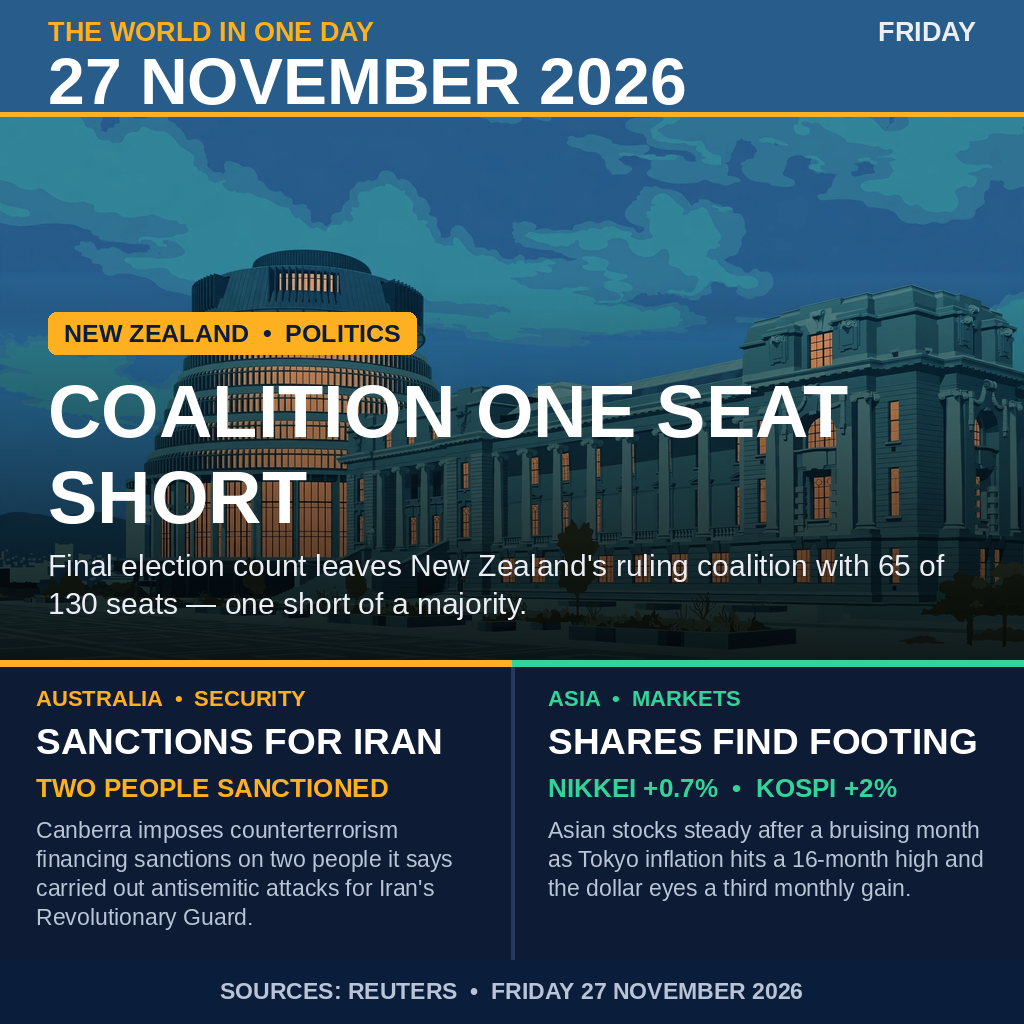 THE WORLD IN ONE DAY
FRIDAY
27 NOVEMBER 2026
NEW ZEALAND • POLITICS
COALITION ONE SEAT
SHORT
Final election count leaves New Zealand's ruling coalition with 65 of
130 seats — one short of a majority.
AUSTRALIA • SECURITY
SANCTIONS FOR IRAN
TWO PEOPLE SANCTIONED
Canberra imposes counterterrorism
financing sanctions on two people it says
carried out antisemitic attacks for Iran's
Revolutionary Guard.
ASIA • MARKETS
SHARES FIND FOOTING
NIKKEI +0.7% • KOSPI +2%
Asian stocks steady after a bruising month
as Tokyo inflation hits a 16-month high and
the dollar eyes a third monthly gain.
SOURCES: REUTERS • FRIDAY 27 NOVEMBER 2026